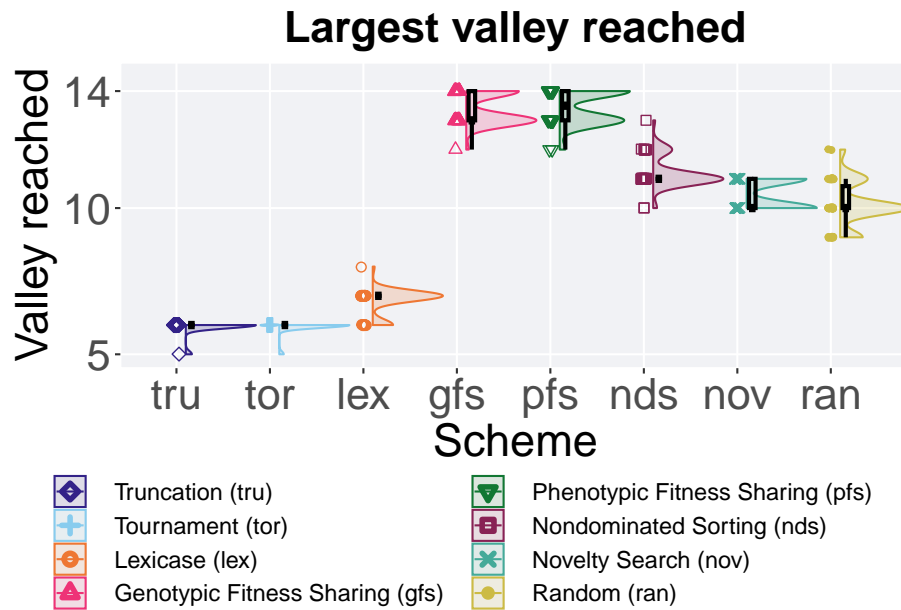 Largest valley reached
Valley reached
14
10
5
tru tor lex gfs pfs nds nov ran
Scheme
Truncation (tru)
Tournament (tor)
Lexicase (lex)
Genotypic Fitness Sharing (gfs)
Phenotypic Fitness Sharing (pfs)
Nondominated Sorting (nds)
Novelty Search (nov)
Random (ran)